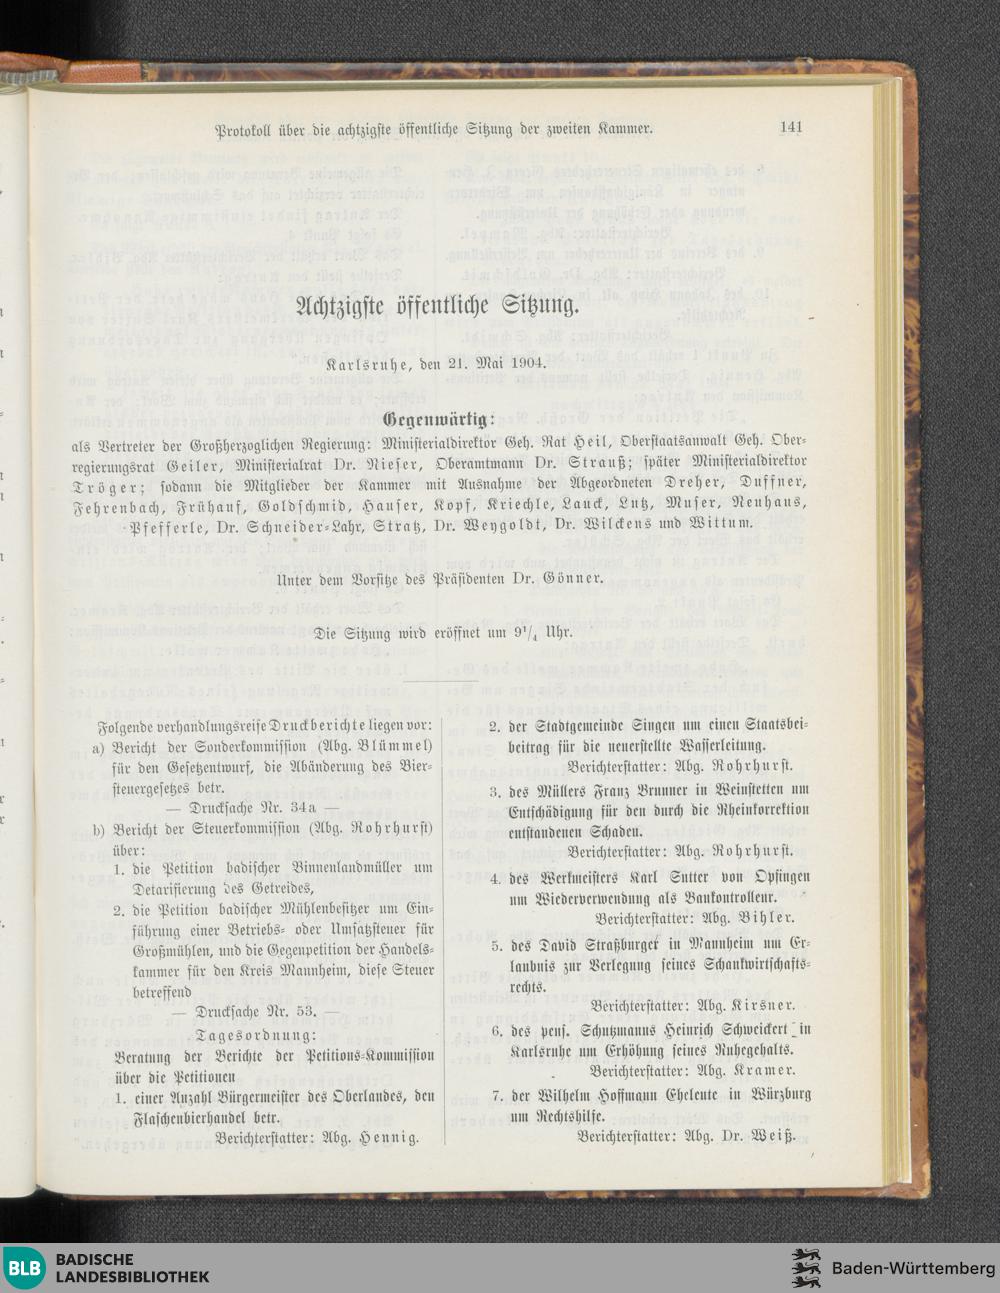 Protokoll über die achtzigste öffentliche Sitzung der zweiten Kammer.
141
Achtzigste öffentliche Sitzung.
Karlsruhe, den 21. Mai 1904.
Gegenwärtig:
als Vertreter der Großherzoglichen Regierung: Ministerialdirektor Geh. Rat Heil, Oberstaatsanwalt Geh. Ober-
regierungsrat Geiler, Ministerialrat Dr. Nieser, Oberamtmann Dr. Strauß; später Ministerialdirektor
Tröger; sodann die Mitglieder der Kammer mit Ausnahme der Abgeordneten Dreher, Duffner,
Fehrenbach, Frühauf, Goldschmid, Hauser, Kopf, Kriechle, Lauck, Lutz, Muser, Neuhaus,
Pfefferle, Dr. Schneider-Lahr, Stratz, Dr. Weygoldt, Dr. Wilckens und Wittum.
Unter dem Vorsitze des Präsidenten Dr. Gönner.
Die Sitzung wird eröffnet um 9¹/₄ Uhr.
Folgende verhandlungsreife Druckberichte liegen vor:
a) Bericht der Sonderkommission (Abg. Blümmel)
für den Gesetzentwurf, die Abänderung des Bier-
steuergesetzes betr.
— Drucksache Nr. 34a —
b) Bericht der Steuerkommission (Abg. Rohrhurst)
über:
1. die Petition badischer Binnenlandmüller um
Detarifierung des Getreides,
2. die Petition badischer Mühlenbesitzer um Ein-
führung einer Betriebs- oder Umsatzsteuer für
Großmühlen, und die Gegenpetition der Handels-
kammer für den Kreis Mannheim, diese Steuer
betreffend
— Drucksache Nr. 53. —
Tagesordnung:
Beratung der Berichte der Petitions-Kommission
über die Petitionen
1. einer Anzahl Bürgermeister des Oberlandes, den
Flaschenbierhandel betr.
Berichterstatter: Abg. Hennig.
2. der Stadtgemeinde Singen um einen Staatsbei-
beitrag für die neuerstellte Wasserleitung.
Berichterstatter: Abg. Rohrhurst.
3. des Müllers Franz Brunner in Weinstetten um
Entschädigung für den durch die Rheinkorrektion
entstandenen Schaden.
Berichterstatter: Abg. Rohrhurst.
4. des Werkmeisters Karl Sutter von Opfingen
um Wiederverwendung als Baukontrolleur.
Berichterstatter: Abg. Bihler.
5. des David Straßburger in Mannheim um Er-
laubnis zur Verlegung seines Schankwirtschafts-
rechts.
Berichterstatter: Abg. Kirsner.
6. des pens. Schutzmanns Heinrich Schweickert in
Karlsruhe um Erhöhung seines Ruhegehalts.
Berichterstatter: Abg. Kramer.
7. der Wilhelm Hoffmann Eheleute in Würzburg
um Rechtshilfe.
Berichterstatter: Abg. Dr. Weiß.
BLB BADISCHE
LANDESBIBLIOTHEK
Baden-Württemberg